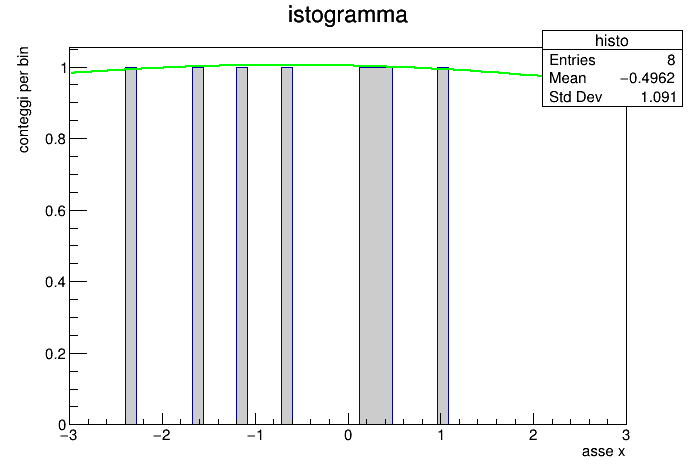 istogramma
histo
Entries 8
Mean −0.4962
Std Dev 1.091
conteggi per bin
1
0.8
0.6
0.4
0.2
0
−3 −2 −1 0 1 2 3
asse x